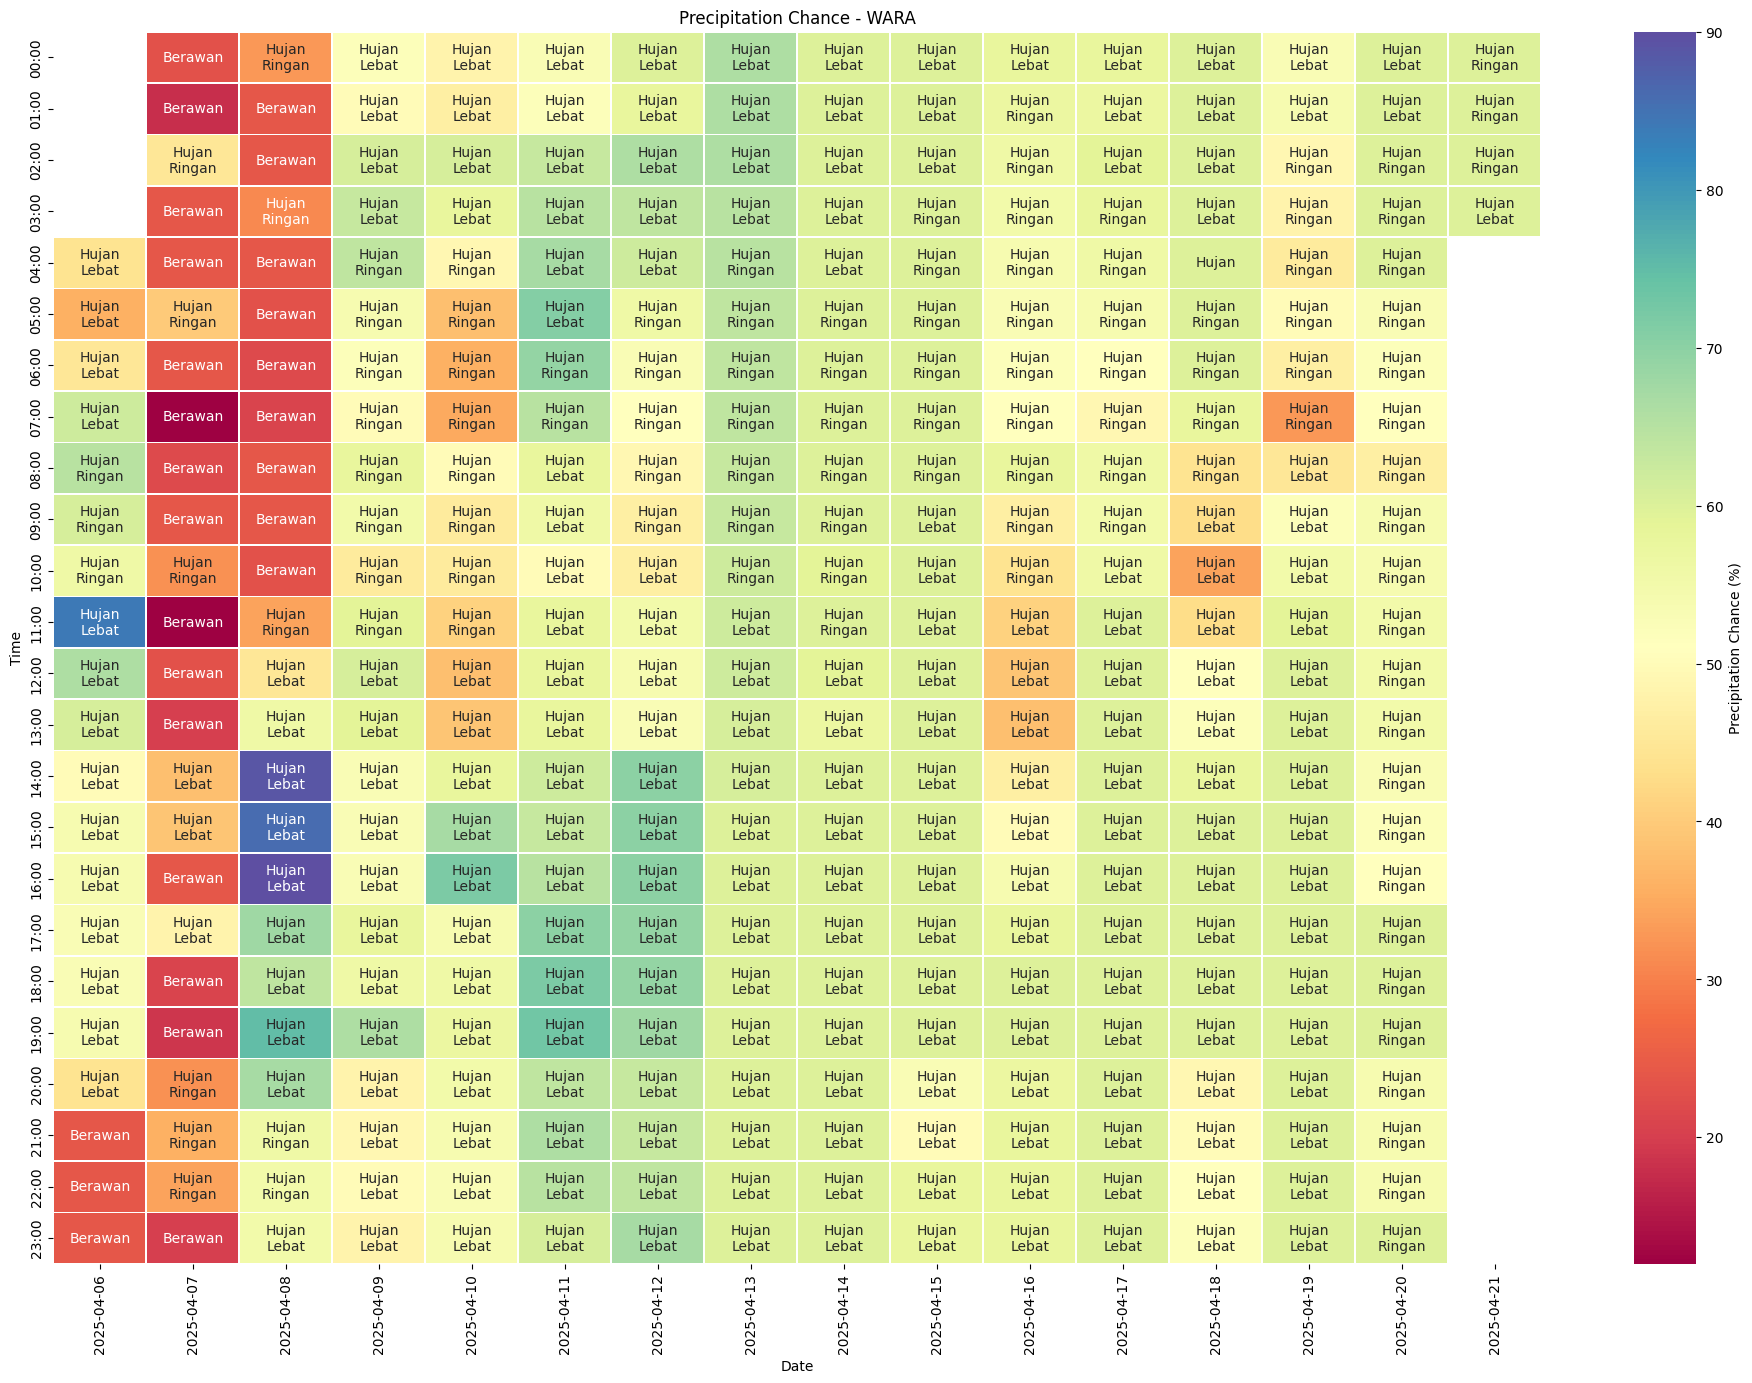 Precipitation Chance - WARA
00:00 Berawan Hujan Ringan Hujan Lebat Hujan Lebat Hujan Lebat Hujan Lebat Hujan Lebat Hujan Lebat Hujan Lebat Hujan Lebat Hujan Lebat Hujan Lebat Hujan Lebat Hujan Lebat Hujan Ringan
01:00 Berawan Berawan Hujan Lebat Hujan Lebat Hujan Lebat Hujan Lebat Hujan Lebat Hujan Lebat Hujan Lebat Hujan Ringan Hujan Lebat Hujan Lebat Hujan Lebat Hujan Lebat Hujan Ringan
02:00 Hujan Ringan Berawan Hujan Lebat Hujan Lebat Hujan Lebat Hujan Lebat Hujan Lebat Hujan Lebat Hujan Lebat Hujan Ringan Hujan Lebat Hujan Lebat Hujan Ringan Hujan Ringan Hujan Ringan
03:00 Berawan Hujan Ringan Hujan Lebat Hujan Lebat Hujan Lebat Hujan Lebat Hujan Lebat Hujan Lebat Hujan Ringan Hujan Ringan Hujan Ringan Hujan Lebat Hujan Ringan Hujan Ringan Hujan Lebat
04:00 Hujan Lebat Berawan Berawan Hujan Ringan Hujan Ringan Hujan Lebat Hujan Lebat Hujan Ringan Hujan Lebat Hujan Ringan Hujan Ringan Hujan Ringan Hujan Hujan Ringan Hujan Ringan
05:00 Hujan Lebat Hujan Ringan Berawan Hujan Ringan Hujan Ringan Hujan Lebat Hujan Ringan Hujan Ringan Hujan Ringan Hujan Ringan Hujan Ringan Hujan Ringan Hujan Ringan Hujan Ringan Hujan Ringan
06:00 Hujan Lebat Berawan Berawan Hujan Ringan Hujan Ringan Hujan Ringan Hujan Ringan Hujan Ringan Hujan Ringan Hujan Ringan Hujan Ringan Hujan Ringan Hujan Ringan Hujan Ringan Hujan Ringan
07:00 Hujan Lebat Berawan Berawan Hujan Ringan Hujan Ringan Hujan Ringan Hujan Ringan Hujan Ringan Hujan Ringan Hujan Ringan Hujan Ringan Hujan Ringan Hujan Ringan Hujan Ringan Hujan Ringan
08:00 Hujan Ringan Berawan Berawan Hujan Ringan Hujan Ringan Hujan Lebat Hujan Ringan Hujan Ringan Hujan Ringan Hujan Ringan Hujan Ringan Hujan Ringan Hujan Ringan Hujan Lebat Hujan Ringan
09:00 Hujan Ringan Berawan Berawan Hujan Ringan Hujan Ringan Hujan Lebat Hujan Ringan Hujan Ringan Hujan Ringan Hujan Lebat Hujan Ringan Hujan Ringan Hujan Lebat Hujan Lebat Hujan Ringan
10:00 Hujan Ringan Hujan Ringan Berawan Hujan Ringan Hujan Ringan Hujan Lebat Hujan Lebat Hujan Ringan Hujan Ringan Hujan Lebat Hujan Ringan Hujan Lebat Hujan Lebat Hujan Lebat Hujan Ringan
11:00 Hujan Lebat Berawan Hujan Ringan Hujan Ringan Hujan Ringan Hujan Lebat Hujan Lebat Hujan Lebat Hujan Ringan Hujan Lebat Hujan Lebat Hujan Lebat Hujan Lebat Hujan Lebat Hujan Ringan
12:00 Hujan Lebat Berawan Hujan Lebat Hujan Lebat Hujan Lebat Hujan Lebat Hujan Lebat Hujan Lebat Hujan Lebat Hujan Lebat Hujan Lebat Hujan Lebat Hujan Lebat Hujan Lebat Hujan Ringan
13:00 Hujan Lebat Berawan Hujan Lebat Hujan Lebat Hujan Lebat Hujan Lebat Hujan Lebat Hujan Lebat Hujan Lebat Hujan Lebat Hujan Lebat Hujan Lebat Hujan Lebat Hujan Lebat Hujan Ringan
14:00 Hujan Lebat Hujan Lebat Hujan Lebat Hujan Lebat Hujan Lebat Hujan Lebat Hujan Lebat Hujan Lebat Hujan Lebat Hujan Lebat Hujan Lebat Hujan Lebat Hujan Lebat Hujan Lebat Hujan Ringan
15:00 Hujan Lebat Hujan Lebat Hujan Lebat Hujan Lebat Hujan Lebat Hujan Lebat Hujan Lebat Hujan Lebat Hujan Lebat Hujan Lebat Hujan Lebat Hujan Lebat Hujan Lebat Hujan Lebat Hujan Ringan
16:00 Hujan Lebat Berawan Hujan Lebat Hujan Lebat Hujan Lebat Hujan Lebat Hujan Lebat Hujan Lebat Hujan Lebat Hujan Lebat Hujan Lebat Hujan Lebat Hujan Lebat Hujan Lebat Hujan Ringan
17:00 Hujan Lebat Hujan Lebat Hujan Lebat Hujan Lebat Hujan Lebat Hujan Lebat Hujan Lebat Hujan Lebat Hujan Lebat Hujan Lebat Hujan Lebat Hujan Lebat Hujan Lebat Hujan Lebat Hujan Ringan
18:00 Hujan Lebat Berawan Hujan Lebat Hujan Lebat Hujan Lebat Hujan Lebat Hujan Lebat Hujan Lebat Hujan Lebat Hujan Lebat Hujan Lebat Hujan Lebat Hujan Lebat Hujan Lebat Hujan Ringan
19:00 Hujan Lebat Berawan Hujan Lebat Hujan Lebat Hujan Lebat Hujan Lebat Hujan Lebat Hujan Lebat Hujan Lebat Hujan Lebat Hujan Lebat Hujan Lebat Hujan Lebat Hujan Lebat Hujan Ringan
20:00 Hujan Lebat Hujan Ringan Hujan Lebat Hujan Lebat Hujan Lebat Hujan Lebat Hujan Lebat Hujan Lebat Hujan Lebat Hujan Lebat Hujan Lebat Hujan Lebat Hujan Lebat Hujan Lebat Hujan Ringan
21:00 Berawan Hujan Ringan Hujan Ringan Hujan Lebat Hujan Lebat Hujan Lebat Hujan Lebat Hujan Lebat Hujan Lebat Hujan Lebat Hujan Lebat Hujan Lebat Hujan Lebat Hujan Lebat Hujan Ringan
22:00 Berawan Hujan Ringan Hujan Ringan Hujan Lebat Hujan Lebat Hujan Lebat Hujan Lebat Hujan Lebat Hujan Lebat Hujan Lebat Hujan Lebat Hujan Lebat Hujan Lebat Hujan Lebat Hujan Ringan
23:00 Berawan Berawan Hujan Lebat Hujan Lebat Hujan Lebat Hujan Lebat Hujan Lebat Hujan Lebat Hujan Lebat Hujan Lebat Hujan Lebat Hujan Lebat Hujan Lebat Hujan Lebat Hujan Ringan
Time
2025-04-06 2025-04-07 2025-04-08 2025-04-09 2025-04-10 2025-04-11 2025-04-12 2025-04-13 2025-04-14 2025-04-15 2025-04-16 2025-04-17 2025-04-18 2025-04-19 2025-04-20 2025-04-21
Date
90
80
70
60
50
40
30
20
Precipitation Chance (%)